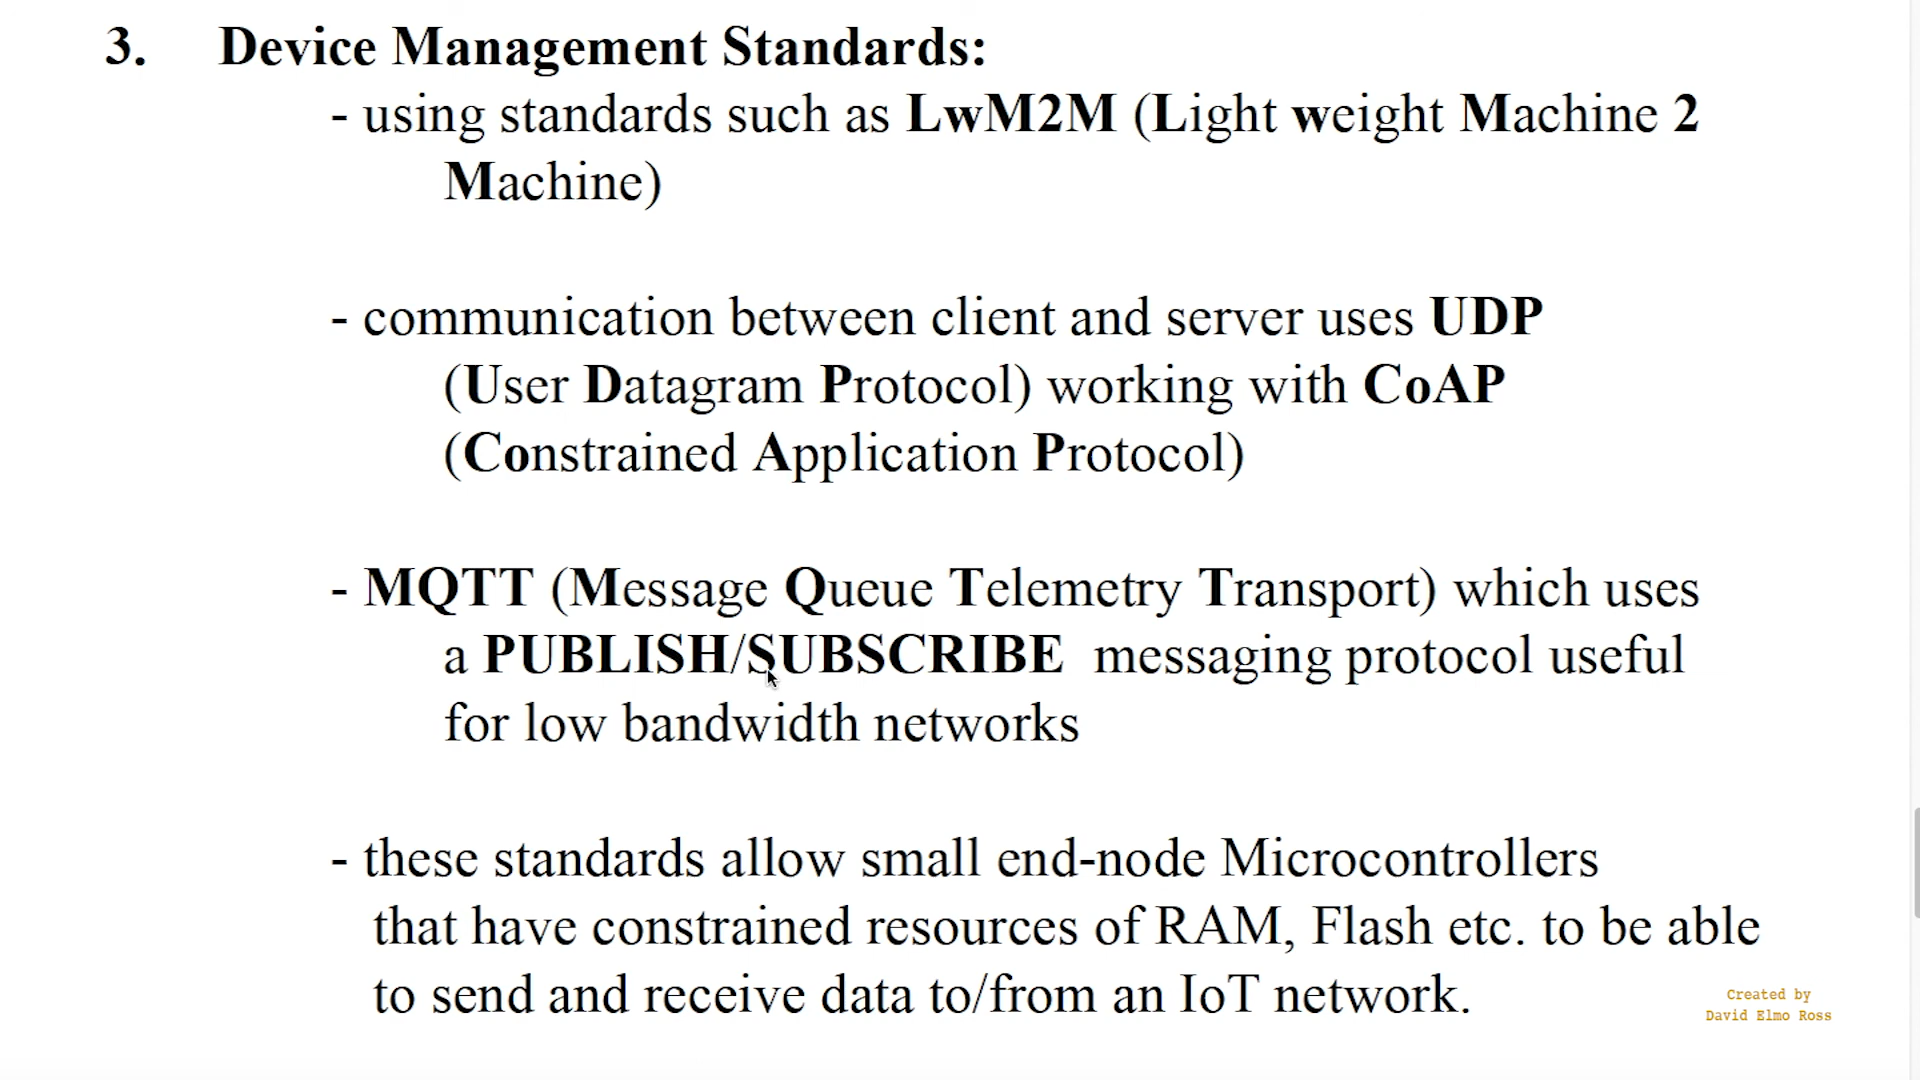 3. Device Management Standards:
- using standards such as LwM2M (Light weight Machine 2
Machine)
- communication between client and server uses UDP
(User Datagram Protocol) working with CoAP
(Constrained Application Protocol)
- MQTT (Message Queue Telemetry Transport) which uses
a PUBLISH/SUBSCRIBE messaging protocol useful
for low bandwidth networks
- these standards allow small end-node Microcontrollers
that have constrained resources of RAM, Flash etc. to be able
to send and receive data to/from an IoT network.
Created by
David Elmo Ross